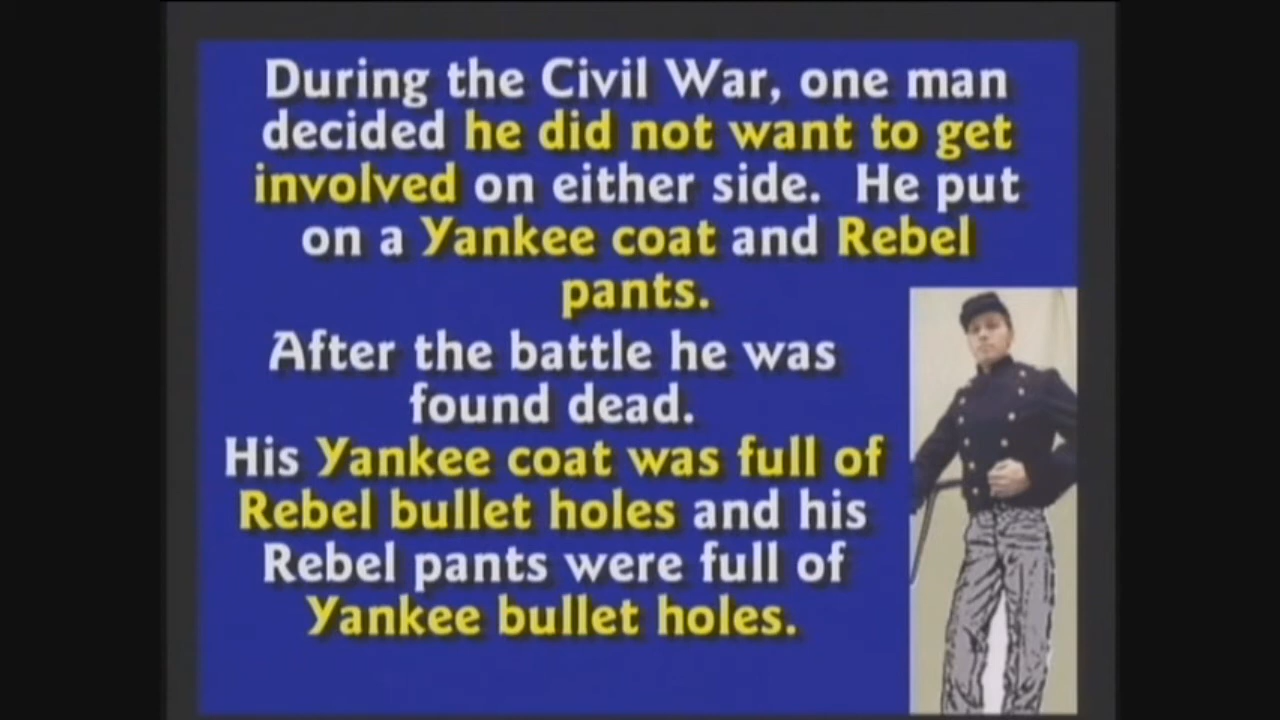 During the Civil War, one man
decided he did not want to get
involved on either side. He put
on a Yankee coat and Rebel
pants.
After the battle he was
found dead.
His Yankee coat was full of
Rebel bullet holes and his
Rebel pants were full of
Yankee bullet holes.